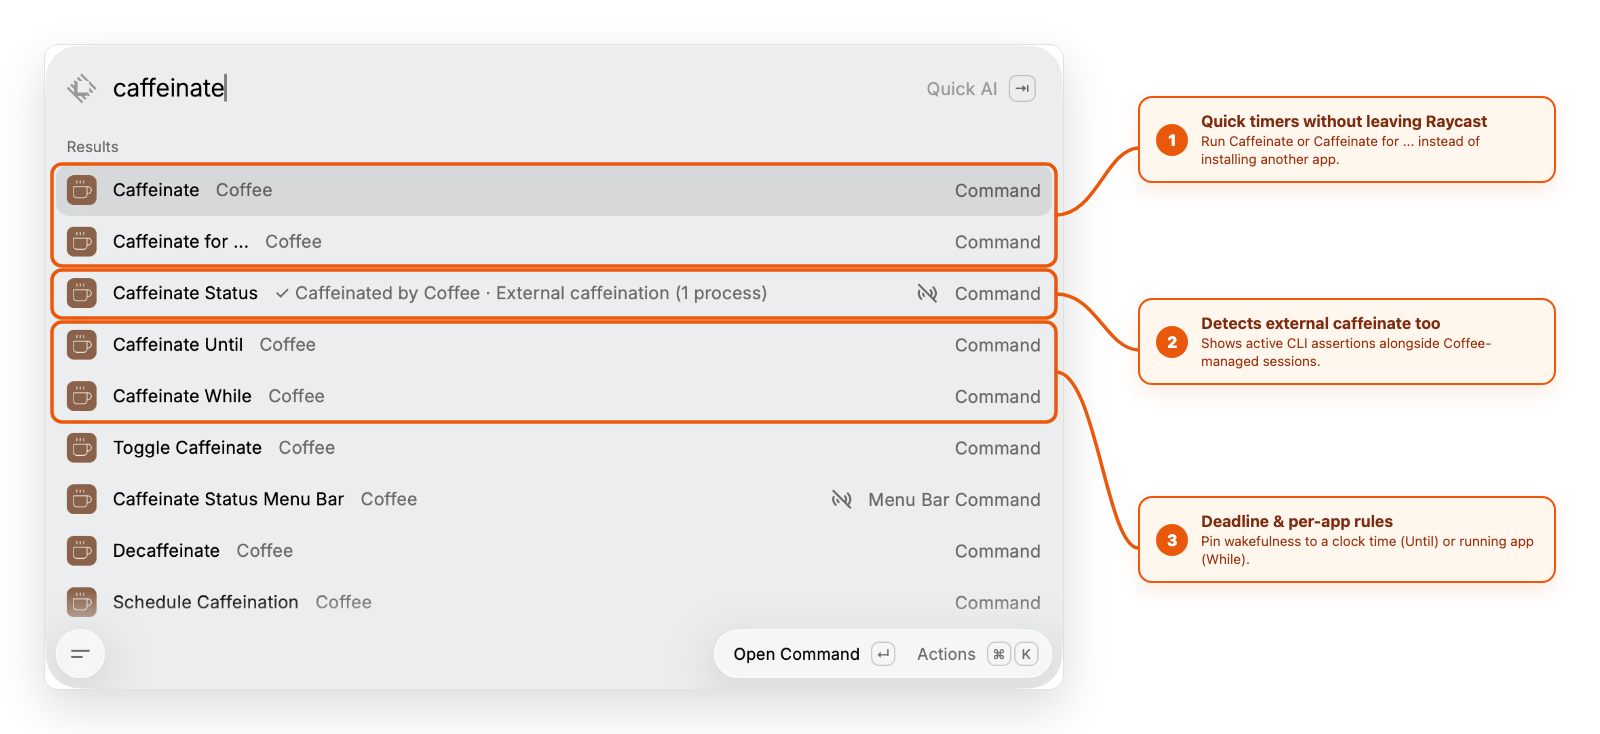 caffeinate
Quick AI
Results
Caffeinate Coffee Command
Caffeinate for ... Coffee Command
Caffeinate Status ✓ Caffeinated by Coffee · External caffeination (1 process) Command
Caffeinate Until Coffee Command
Caffeinate While Coffee Command
Toggle Caffeinate Coffee Command
Caffeinate Status Menu Bar Coffee Menu Bar Command
Decaffeinate Coffee Command
Schedule Caffeination Coffee Command
Open Command ↵ Actions ⌘ K
1
Quick timers without leaving Raycast
Run Caffeinate or Caffeinate for ... instead of
installing another app.
2
Detects external caffeinate too
Shows active CLI assertions alongside Coffee-
managed sessions.
3
Deadline & per-app rules
Pin wakefulness to a clock time (Until) or running app
(While).